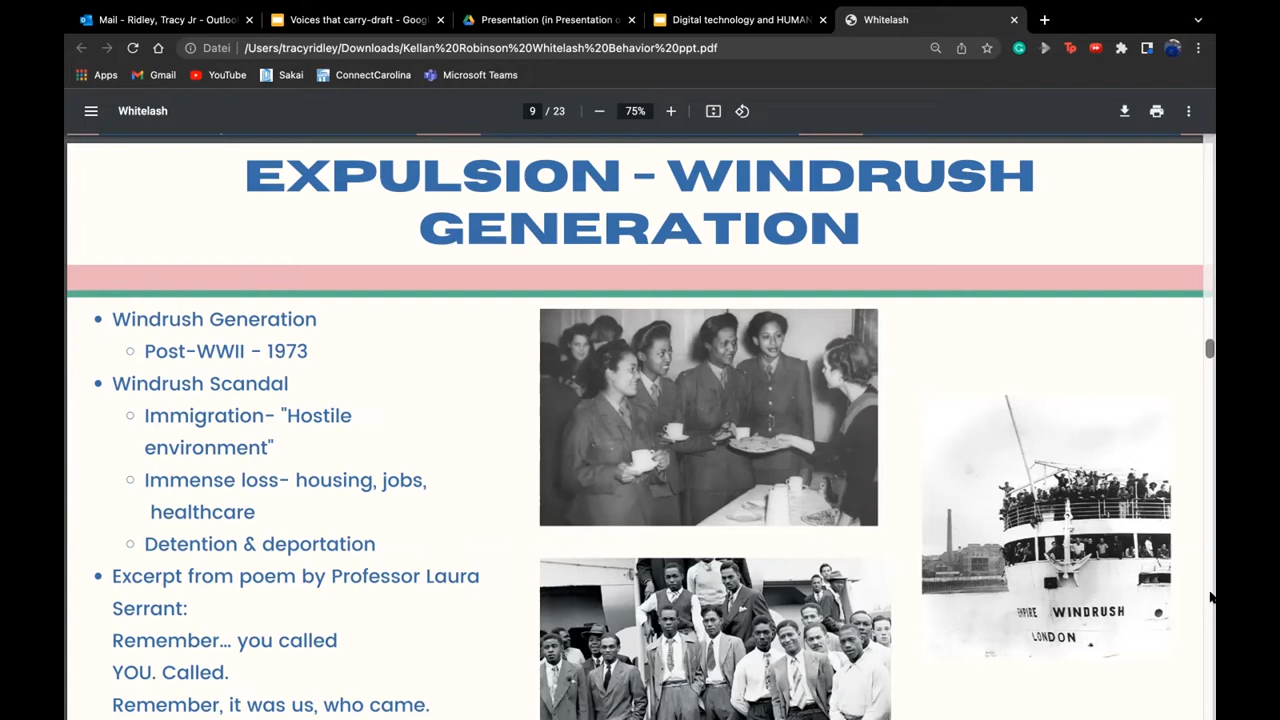 Mail - Ridley, Tracy Jr - Outlo
Voices that carry-draft - Goog
Presentation (in Presentation o
Digital technology and HUMAN
Whitelash
Datei
/Users/tracyridley/Downloads/Kellan%20Robinson%20Whitelash%20Behavior%20ppt.pdf
Apps
Gmail
YouTube
Sakai
ConnectCarolina
Microsoft Teams
Whitelash
9 / 23
75%
EXPULSION - WINDRUSH
GENERATION
• Windrush Generation
○ Post-WWII - 1973
• Windrush Scandal
○ Immigration- "Hostile
environment"
○ Immense loss- housing, jobs,
healthcare
○ Detention & deportation
• Excerpt from poem by Professor Laura
Serrant:
Remember... you called
YOU. Called.
Remember, it was us, who came.
EMPIRE WINDRUSH
LONDON